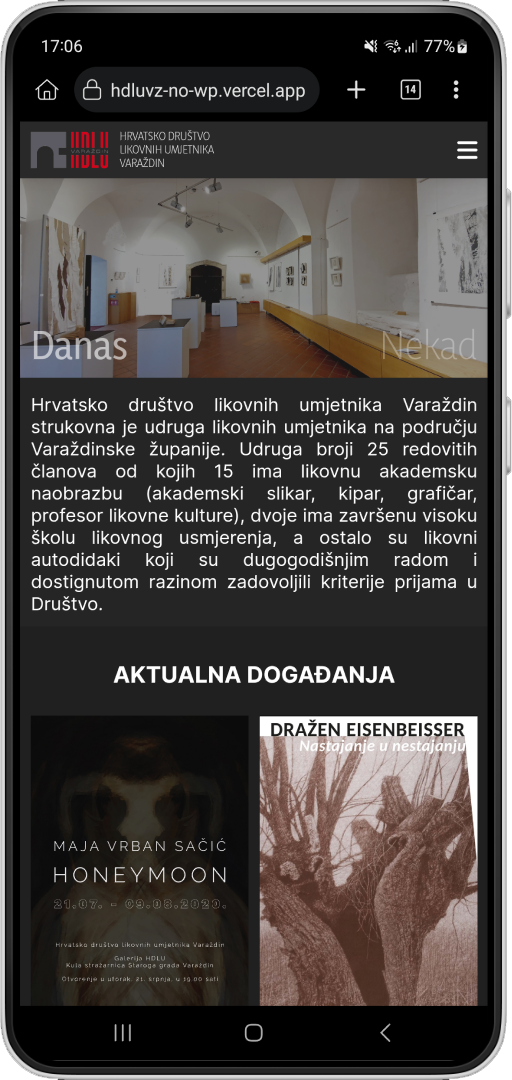 17:06
77%
hdluvz-no-wp.vercel.app
14
HDLU
VARAŽDIN
HRVATSKO DRUŠTVO
LIKOVNIH UMJETNIKA
VARAŽDIN
Danas
Nekad
Hrvatsko društvo likovnih umjetnika Varaždin
strukovna je udruga likovnih umjetnika na području
Varaždinske županije. Udruga broji 25 redovitih
članova od kojih 15 ima likovnu akademsku
naobrazbu (akademski slikar, kipar, grafičar,
profesor likovne kulture), dvoje ima završenu visoku
školu likovnog usmjerenja, a ostalo su likovni
autodidaki koji su dugogodišnjim radom i
dostignutom razinom zadovoljili kriterije prijama u
Društvo.
AKTUALNA DOGAĐANJA
MAJA VRBAN SAČIĆ
HONEYMOON
21.07. - 09.08.2020.
Hrvatsko društvo likovnih umjetnika Varaždin
Galerija HDLU
Kula stražarnica Staroga grada Varaždin
Otvorenje u utorak, 21. srpnja, u 19.00 sati
DRAŽEN EISENBEISSER
Nastajanje u nestajanju